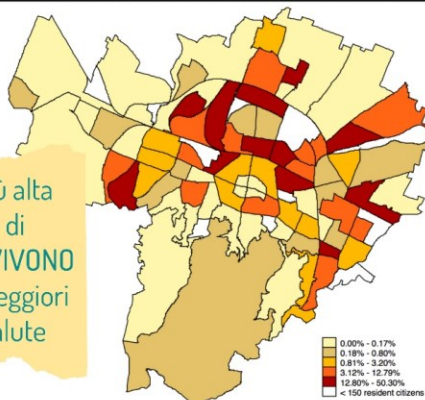 ù alta
di
VIVONO
eggiori
lute
0.00% - 0.17%
0.18% - 0.80%
0.81% - 3.20%
3.12% - 12.79%
12.80% - 50.30%
< 150 resident citizens